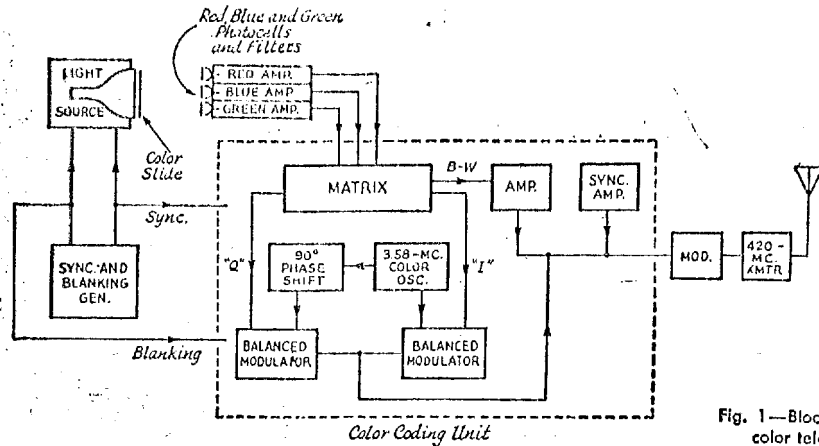 Red, Blue and Green
Photocells
and Filters
LIGHT
SOURCE
Color
Slide
RED AMP.
BLUE AMP.
GREEN AMP.
MATRIX
B-W
AMP.
SYNC.
AMP.
Sync.
SYNC. AND
BLANKING
GEN.
"Q"
90°
PHASE
SHIFT
3.58-MC.
COLOR
OSC.
"I"
MOD.
420-
MC.
XMTR
Blanking
BALANCED
MODULATOR
BALANCED
MODULATOR
Color Coding Unit
Fig. 1—Bloc
color tele